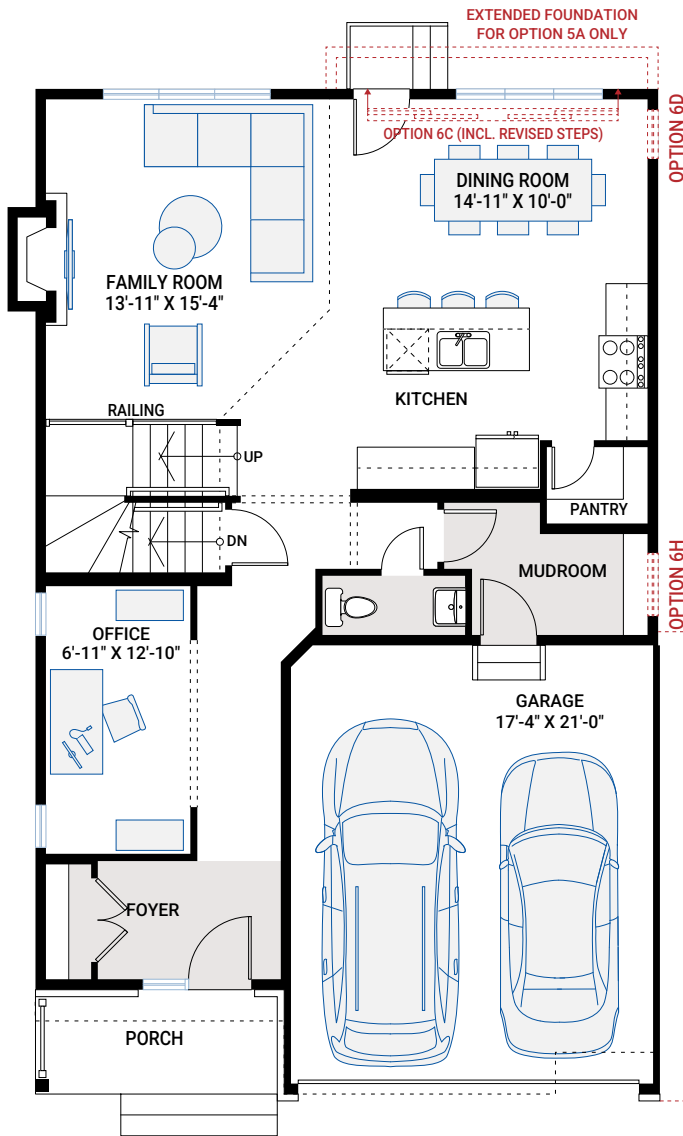 EXTENDED FOUNDATION
FOR OPTION 5A ONLY
OPTION 6D
OPTION 6C (INCL. REVISED STEPS)
DINING ROOM
14'-11" X 10'-0"
FAMILY ROOM
13'-11" X 15'-4"
KITCHEN
RAILING
UP
PANTRY
DN
MUDROOM
OPTION 6H
OFFICE
6'-11" X 12'-10"
GARAGE
17'-4" X 21'-0"
FOYER
PORCH